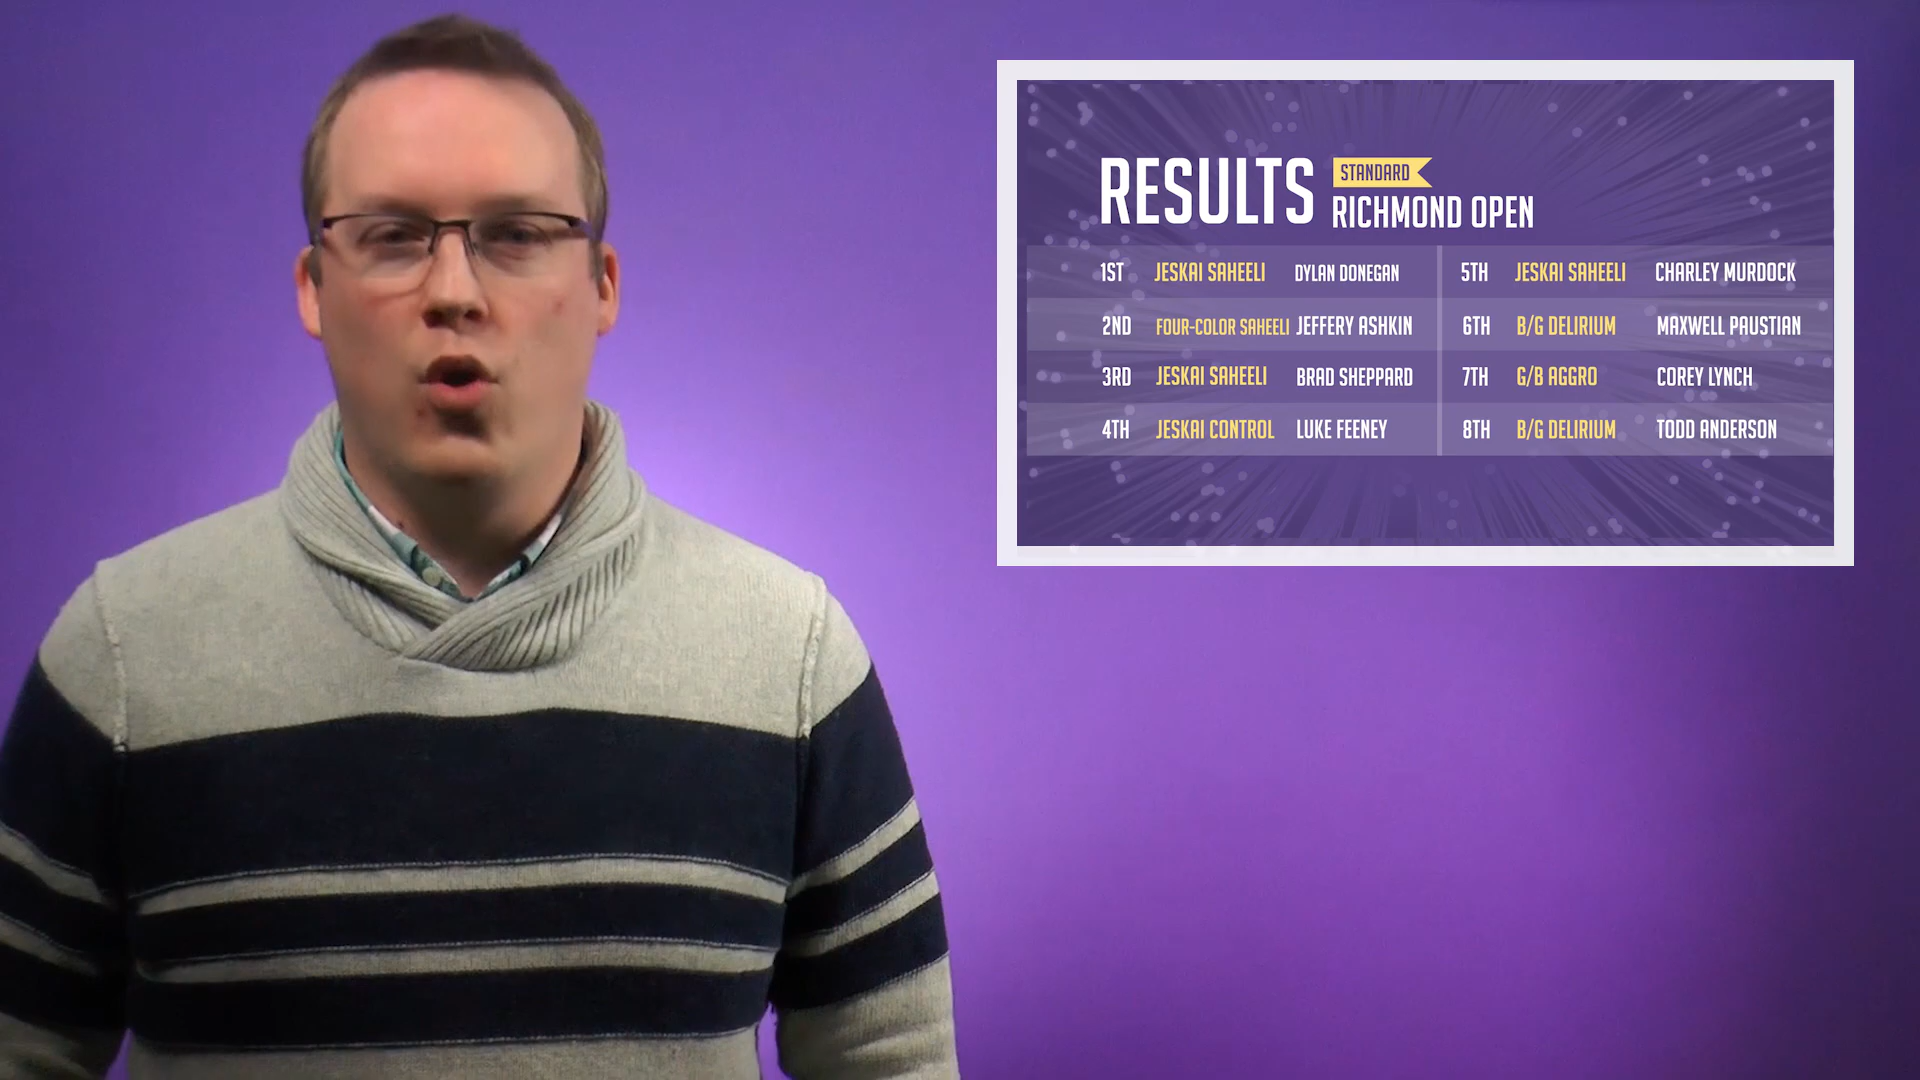 RESULTS
STANDARD
RICHMOND OPEN
1ST JESKAI SAHEELI DYLAN DONEGAN
2ND FOUR-COLOR SAHEELI JEFFERY ASHKIN
3RD JESKAI SAHEELI BRAD SHEPPARD
4TH JESKAI CONTROL LUKE FEENEY
5TH JESKAI SAHEELI CHARLEY MURDOCK
6TH B/G DELIRIUM MAXWELL PAUSTIAN
7TH G/B AGGRO COREY LYNCH
8TH B/G DELIRIUM TODD ANDERSON